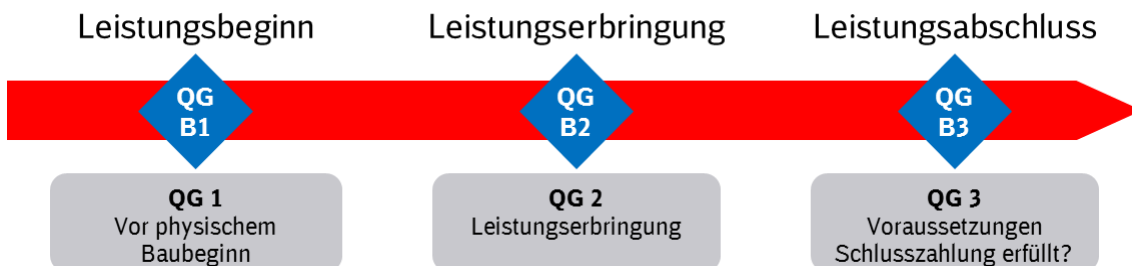 Leistungsbeginn
Leistungserbringung
Leistungsabschluss
QG
B1
QG
B2
QG
B3
QG 1
Vor physischem
Baubeginn
QG 2
Leistungserbringung
QG 3
Voraussetzungen
Schlusszahlung erfüllt?